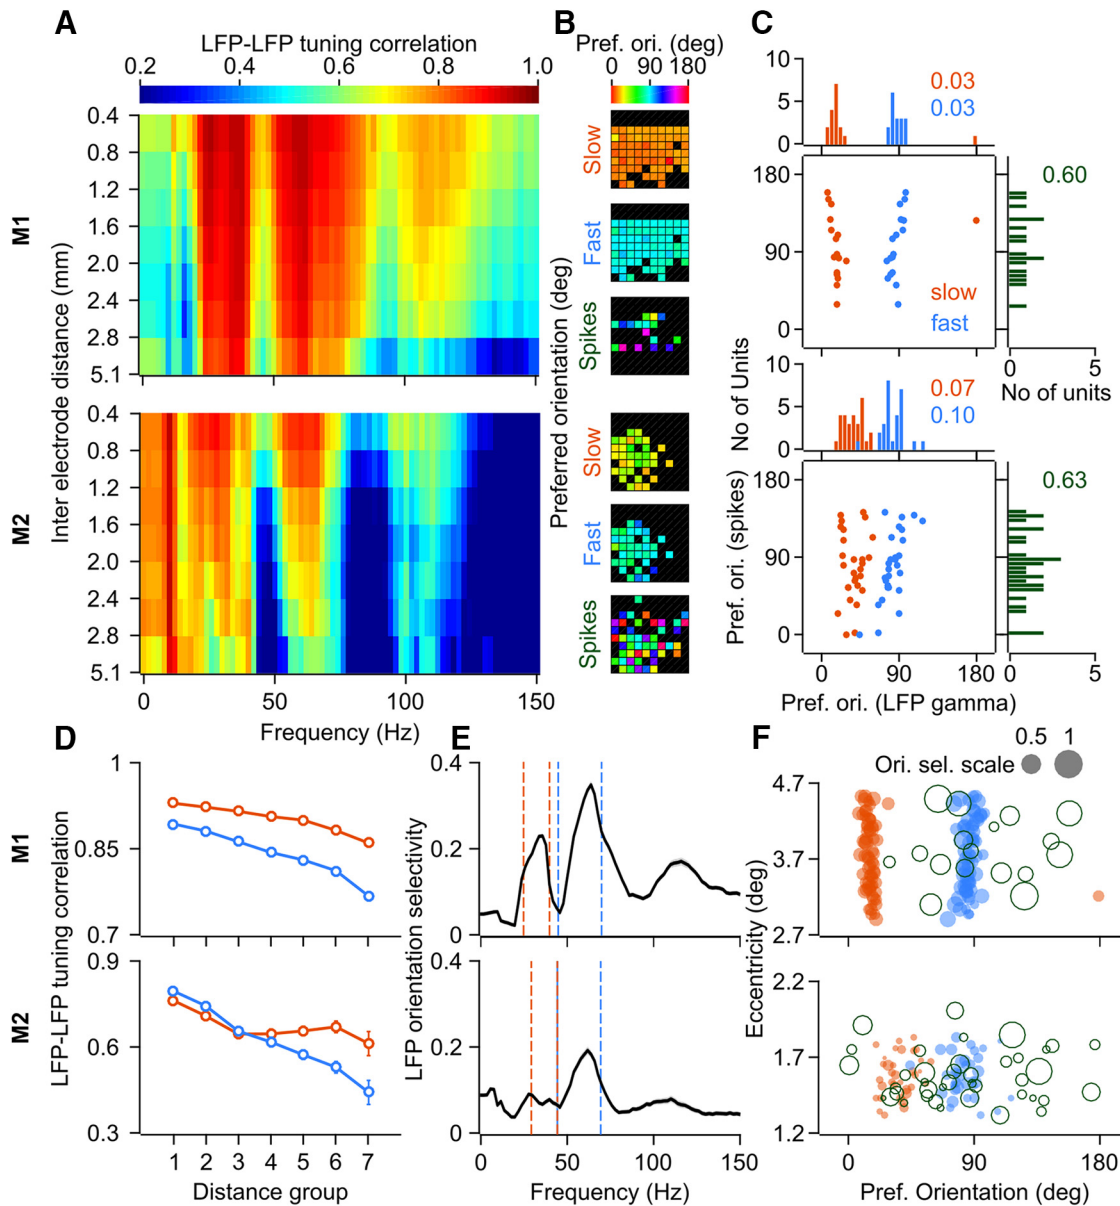 A
LFP-LFP tuning correlation
0.2 0.4 0.6 0.8 1.0
M1
0.4
0.8
1.2
1.6
2.0
2.4
2.8
5.1
Inter electrode distance (mm)
M2
0.4
0.8
1.2
1.6
2.0
2.4
2.8
5.1
0 50 100 150
Frequency (Hz)
B
Pref. ori. (deg)
0 90 180
Preferred orientation (deg)
Slow
Fast
Spikes
Slow
Fast
Spikes
C
10
5
0
0.03
0.03
180
90
0
slow
fast
0.60
0 5
No of units
No of Units
10
5
0
0.07
0.10
Pref. ori. (spikes)
180
90
0
0.63
0 90 180
Pref. ori. (LFP gamma)
0 5
D
M1
LFP-LFP tuning correlation
1
0.85
0.7
M2
0.9
0.6
0.3
1 2 3 4 5 6 7
Distance group
E
LFP orientation selectivity
0.4
0.2
0
0.4
0.2
0
0 50 100 150
Frequency (Hz)
F
0.5 1
Ori. sel. scale
Eccentricity (deg)
4.7
3.7
2.7
2.2
1.7
1.2
0 90 180
Pref. Orientation (deg)